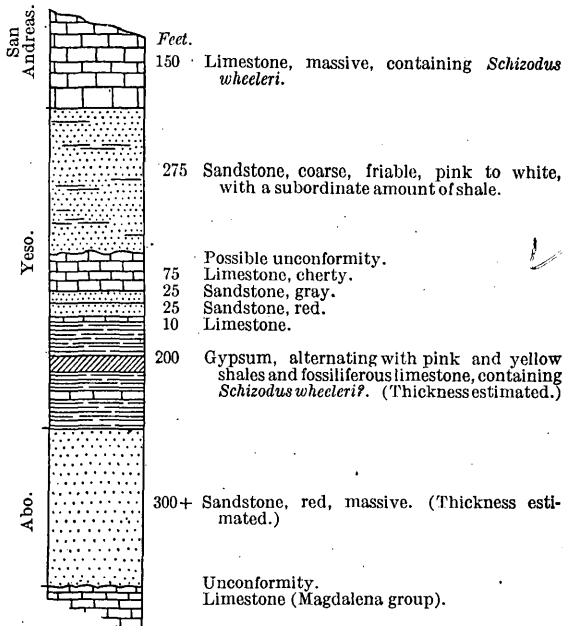 San
Andreas.
Feet.
150 Limestone, massive, containing Schizodus
wheeleri.
275 Sandstone, coarse, friable, pink to white,
with a subordinate amount of shale.
Yeso.
Possible unconformity.
75 Limestone, cherty.
25 Sandstone, gray.
25 Sandstone, red.
10 Limestone.
200 Gypsum, alternating with pink and yellow
shales and fossiliferous limestone, containing
Schizodus wheeleri?. (Thickness estimated.)
Abo.
300+ Sandstone, red, massive. (Thickness esti-
mated.)
Unconformity.
Limestone (Magdalena group).